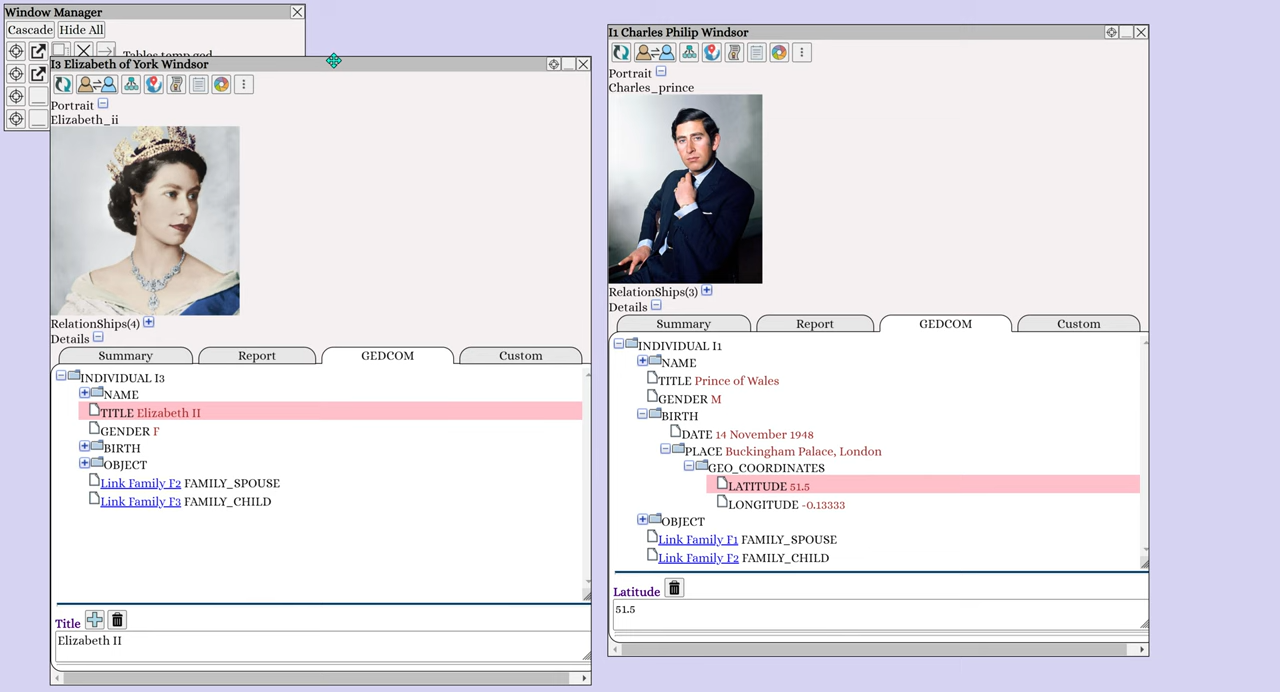 Window Manager
Cascade Hide All
I3 Elizabeth of York Windsor
Portrait
Elizabeth_ii
RelationShips(4)
Details
Summary Report GEDCOM Custom
INDIVIDUAL I3
NAME
TITLE Elizabeth II
GENDER F
BIRTH
OBJECT
Link Family F2 FAMILY_SPOUSE
Link Family F3 FAMILY_CHILD
Title
Elizabeth II
I1 Charles Philip Windsor
Portrait
Charles_prince
RelationShips(3)
Details
Summary Report GEDCOM Custom
INDIVIDUAL I1
NAME
TITLE Prince of Wales
GENDER M
BIRTH
DATE 14 November 1948
PLACE Buckingham Palace, London
GEO_COORDINATES
LATITUDE 51.5
LONGITUDE -0.13333
OBJECT
Link Family F1 FAMILY_SPOUSE
Link Family F2 FAMILY_CHILD
Latitude
51.5